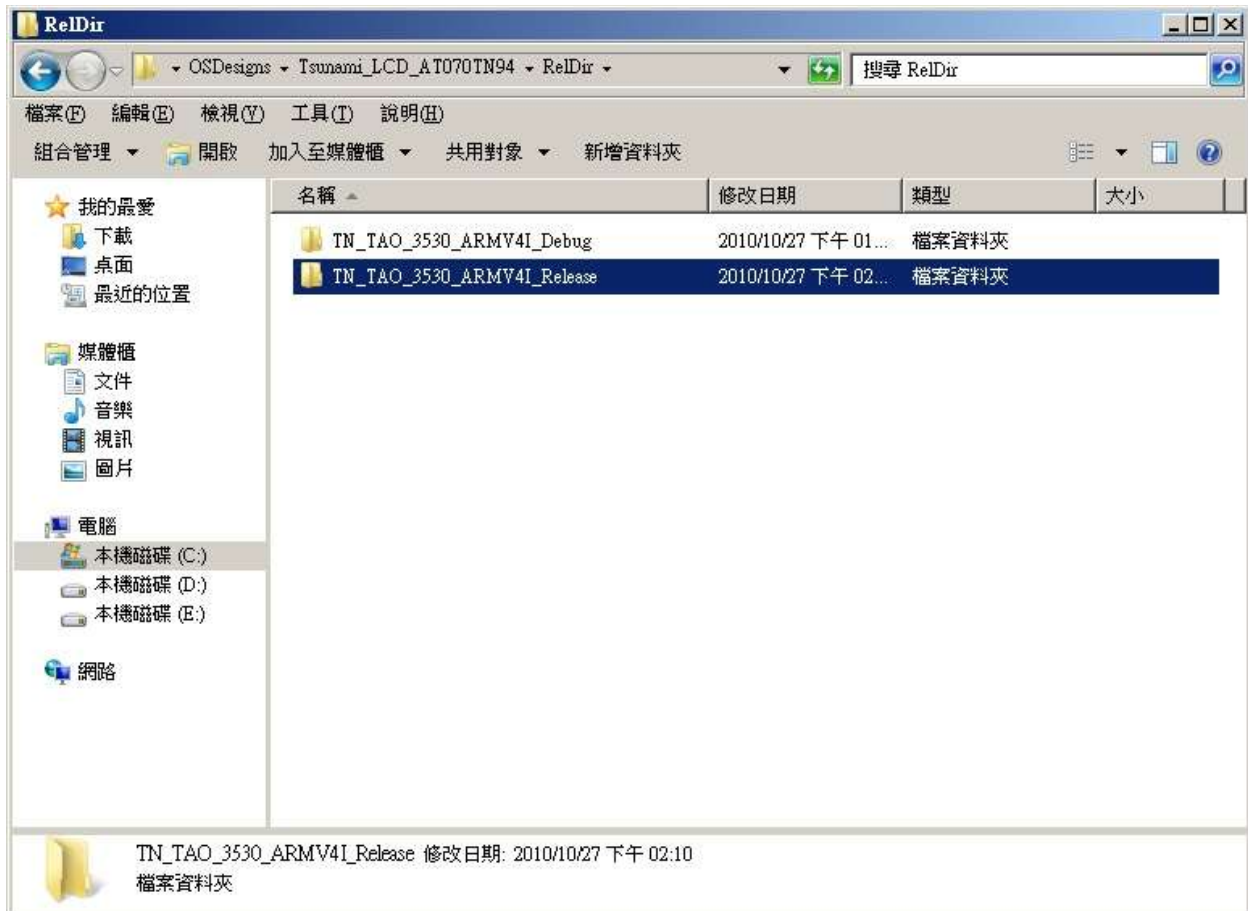 RelDir
OSDesigns Tsunami_LCD_AT070TN94 RelDir 搜尋 RelDir
檔案(F) 編輯(E) 檢視(V) 工具(T) 說明(H)
組合管理 開啟 加入至媒體櫃 共用對象 新增資料夾
我的最愛
下載
桌面
最近的位置
媒體櫃
文件
音樂
視訊
圖片
電腦
本機磁碟 (C:)
本機磁碟 (D:)
本機磁碟 (E:)
網路
名稱 修改日期 類型 大小
TN_TAO_3530_ARMV4I_Debug 2010/10/27 下午 01... 檔案資料夾
TN_TAO_3530_ARMV4I_Release 2010/10/27 下午 02... 檔案資料夾
TN_TAO_3530_ARMV4I_Release 修改日期: 2010/10/27 下午 02:10
檔案資料夾